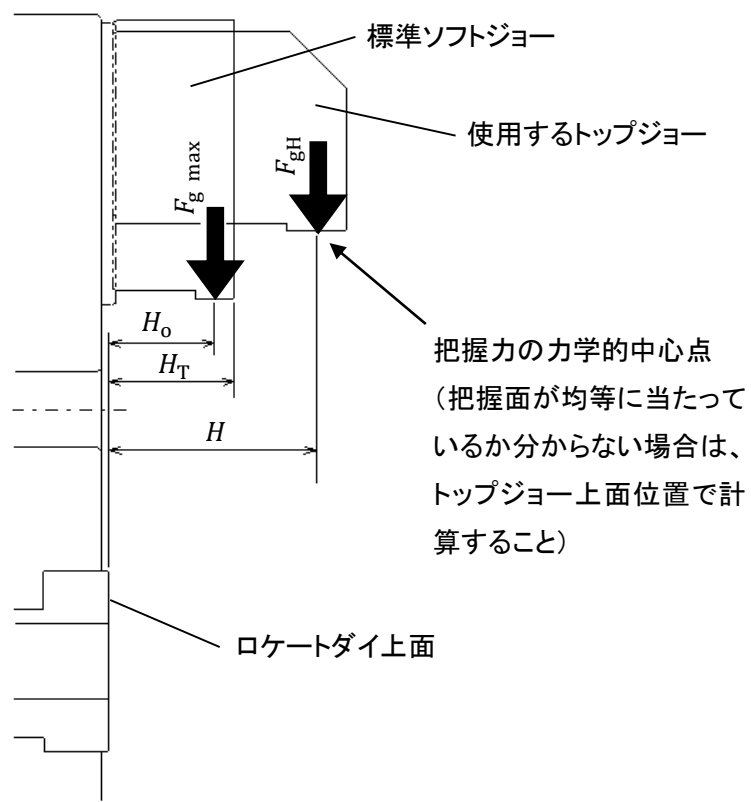 標準ソフトジョー
使用するトップジョー
F_g max
F_gH
H_o
H_T
H
把握力の力学的中心点
（把握面が均等に当たって
いるか分からない場合は、
トップジョー上面位置で計
算すること）
ロケートダイ上面